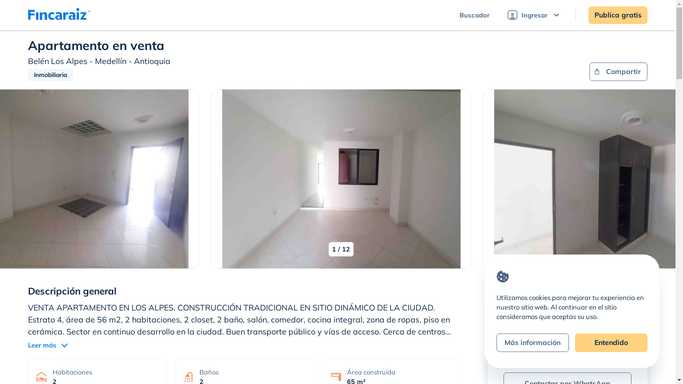 Fincaraiz
Buscador
Ingresar
Publica gratis
Apartamento en venta
Belén Los Alpes - Medellín - Antioquia
Inmobiliaria
Compartir
1 / 12
Descripción general
VENTA APARTAMENTO EN LOS ALPES. CONSTRUCCIÓN TRADICIONAL EN SITIO DINÁMICO DE LA CIUDAD.
Estrato 4, área de 56 m2, 2 habitaciones, 2 closet, 2 baño, salón, comedor, cocina integral, zona de ropas, piso en
cerámica. Sector en continuo desarrollo en la ciudad. Buen transporte público y vías de acceso. Cerca de centros...
Leer más
Habitaciones
2
Baños
2
Área construida
65 m²
Utilizamos cookies para mejorar tu experiencia en
nuestro sitio web. Al continuar en el sitio
consideramos que aceptas su uso.
Más información
Entendido
Contactar por WhatsApp